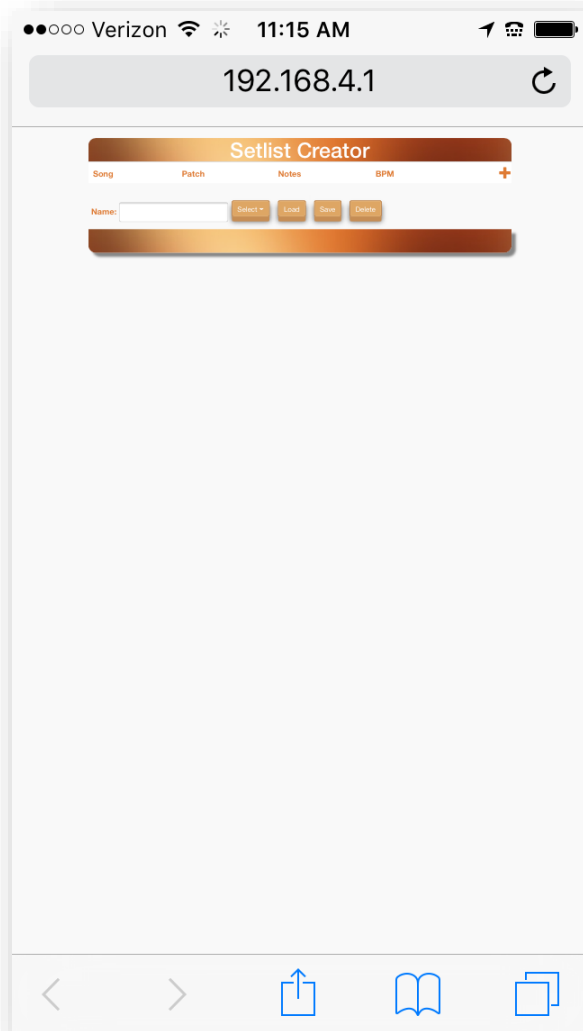 Verizon 11:15 AM
192.168.4.1
Setlist Creator
Song Patch Notes BPM
Name: Select Load Save Delete